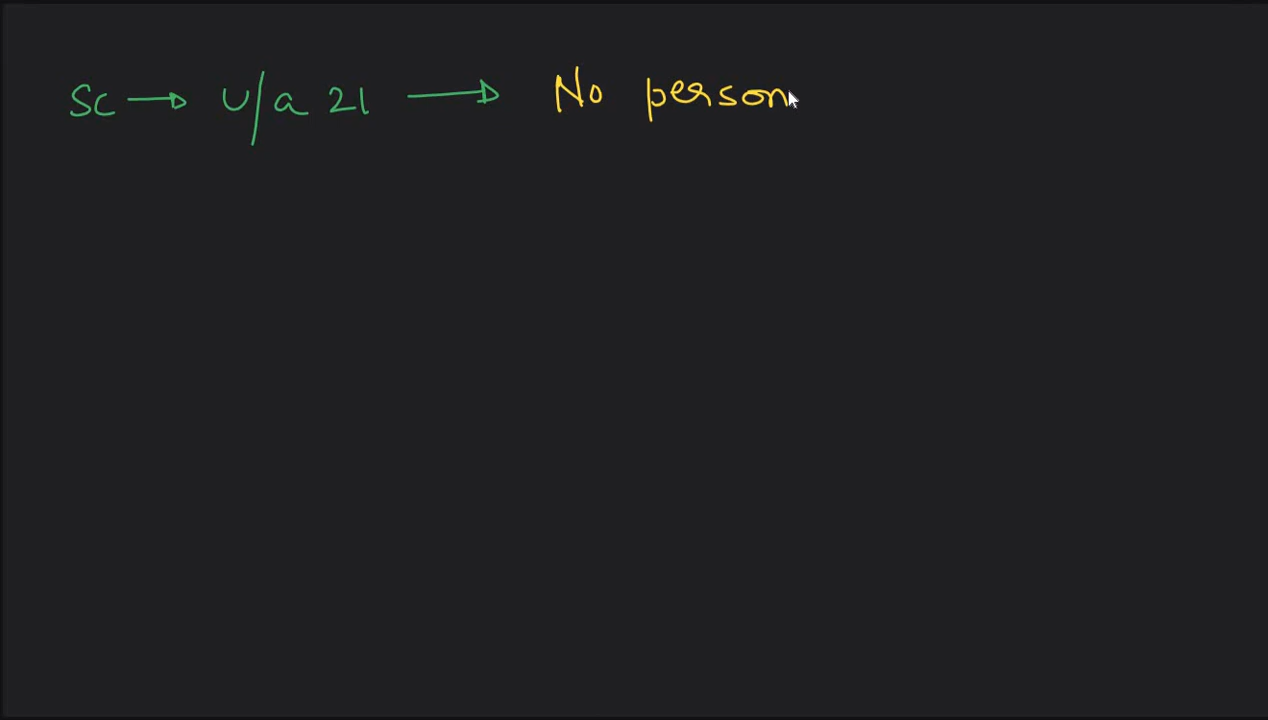 SC → U/a 21 → No person